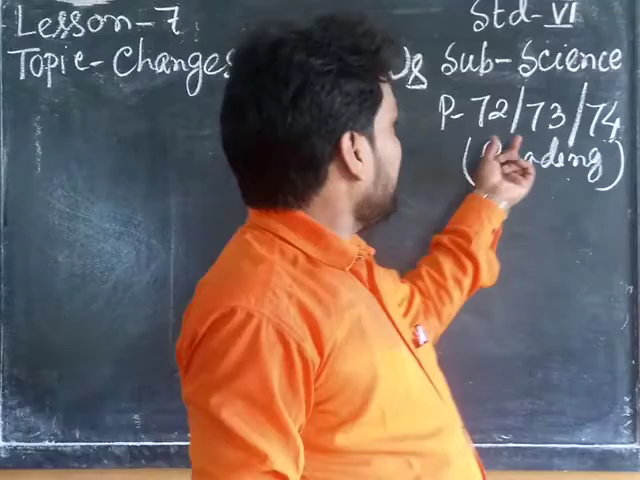 Lesson-7
Std-VI
Topic-Changes
Sub-Science
P-72/73/74